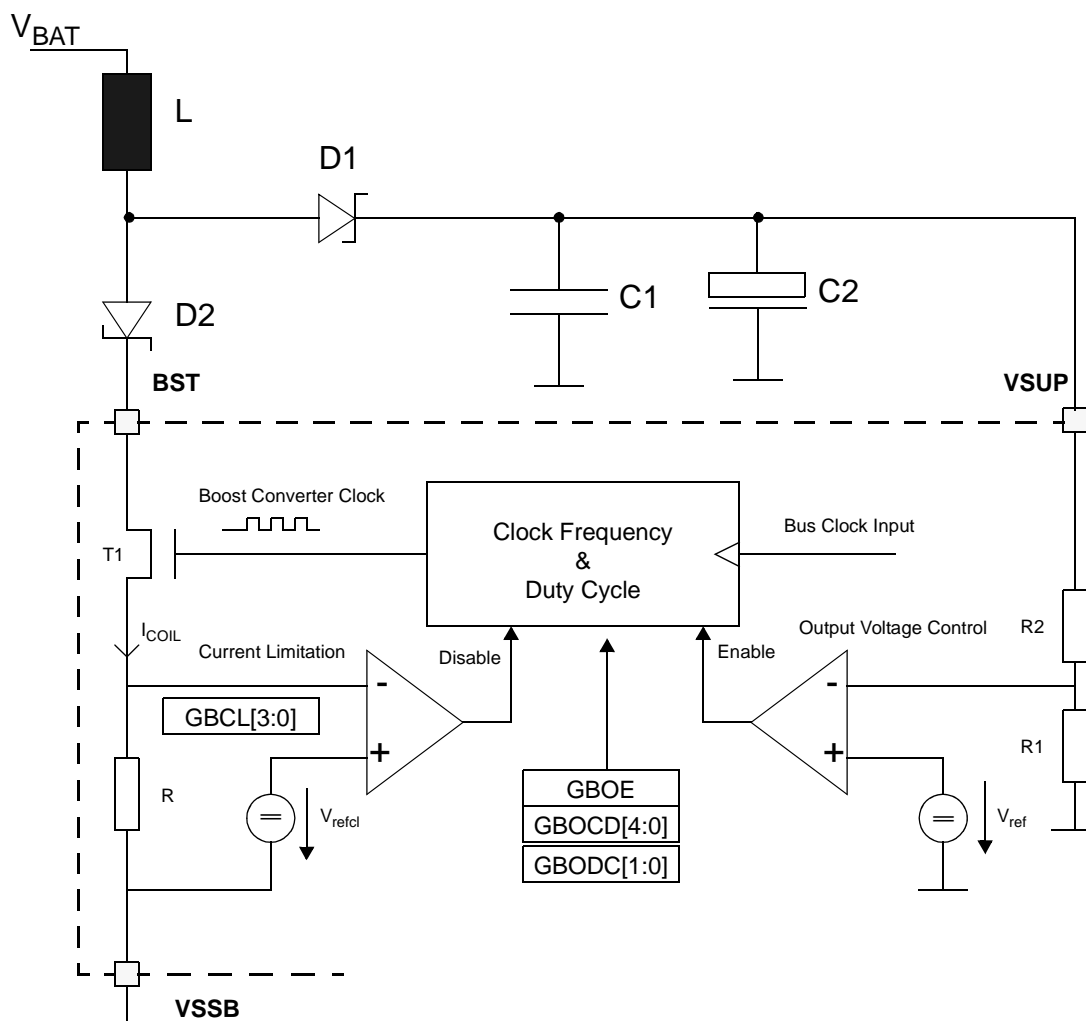 VBAT
L
D1
C1
C2
D2
BST
VSUP
Boost Converter Clock
Clock Frequency
&
Duty Cycle
Bus Clock Input
T1
ICOIL
Current Limitation
Disable
Enable
Output Voltage Control
R2
-
-
GBCL[3:0]
+
+
R1
R
=
Vrefcl
GBOE
GBOCD[4:0]
GBODC[1:0]
=
Vref
VSSB